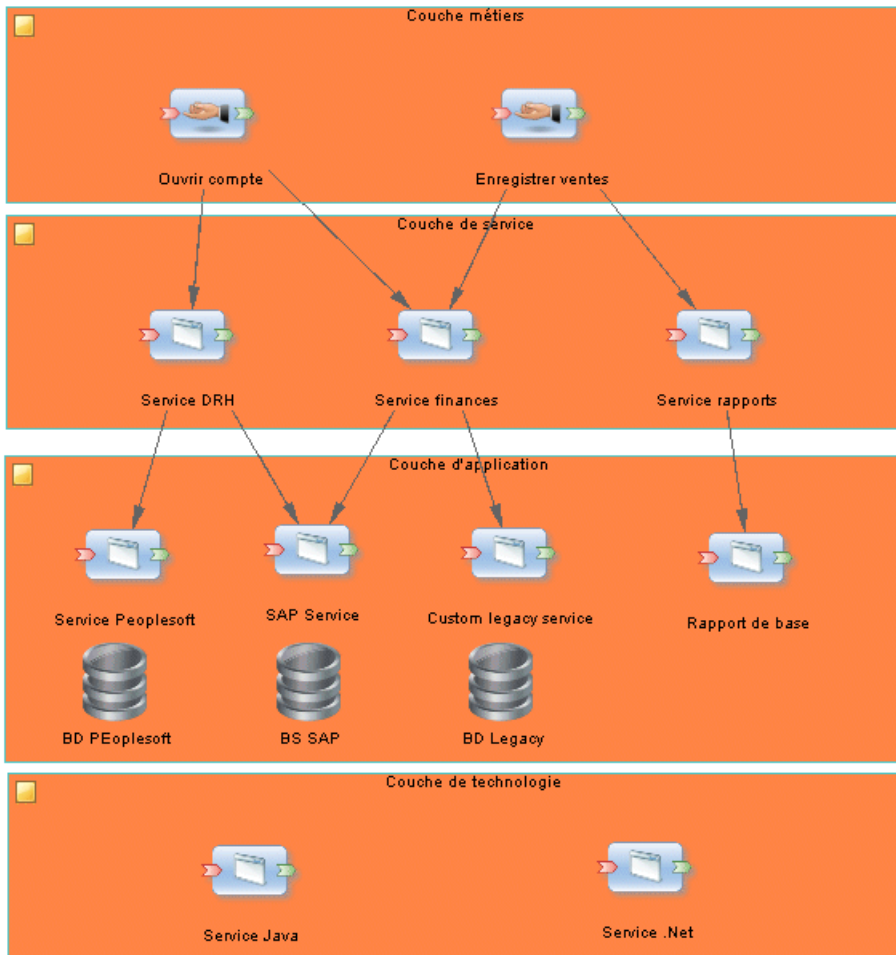 Couche métiers
Ouvrir compte
Enregistrer ventes
Couche de service
Service DRH
Service finances
Service rapports
Couche d'application
Service Peoplesoft
SAP Service
Custom legacy service
Rapport de base
BD PEoplesoft
BS SAP
BD Legacy
Couche de technologie
Service Java
Service .Net